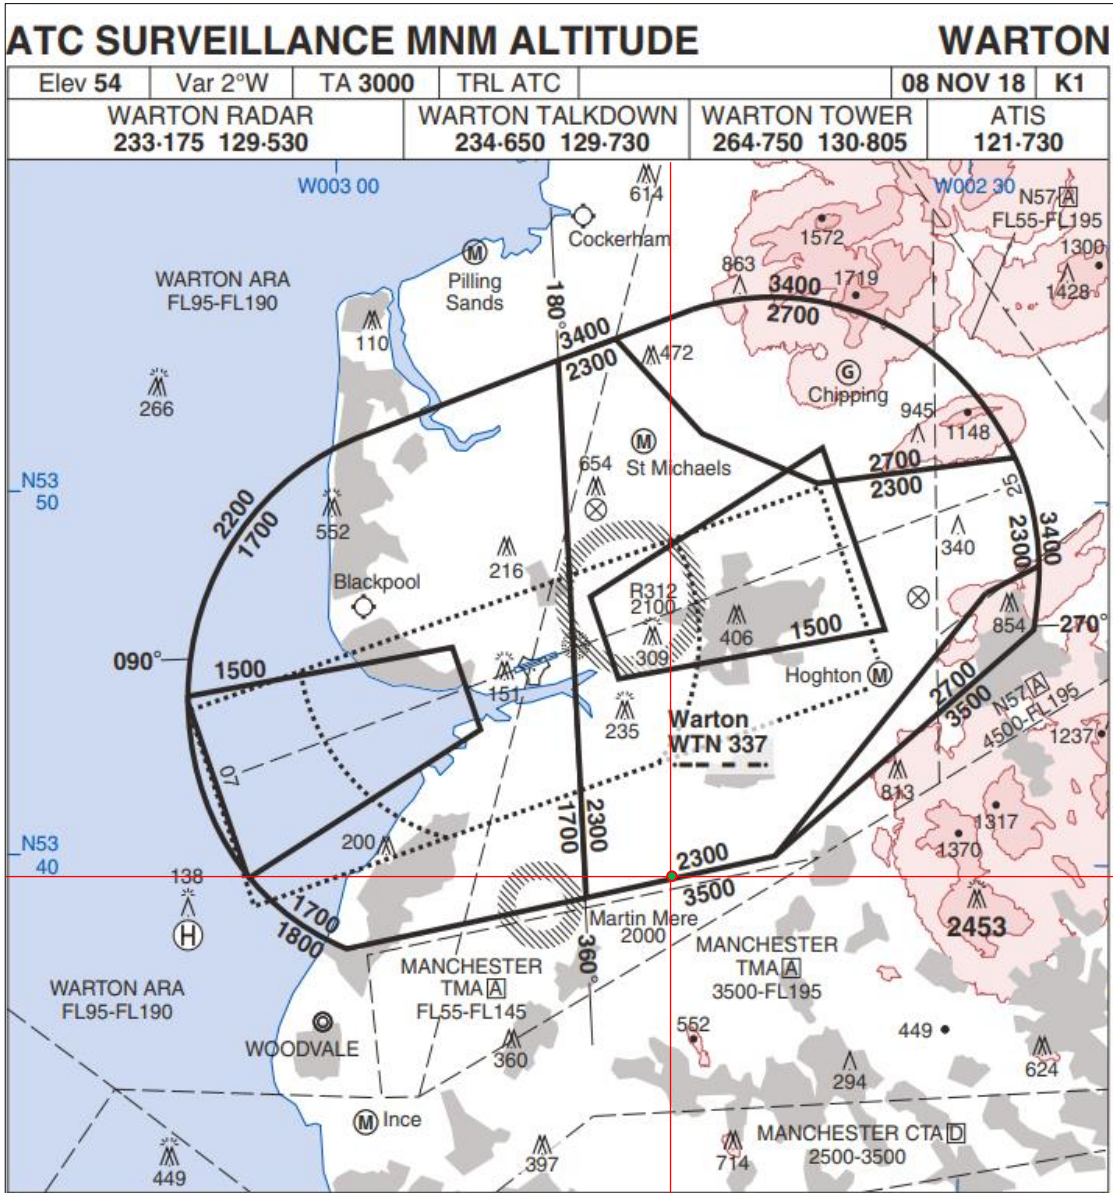 ATC SURVEILLANCE MNM ALTITUDE
WARTON
Elev 54
Var 2°W
TA 3000
TRL ATC
08 NOV 18
K1
WARTON RADAR
233·175 129·530
WARTON TALKDOWN
234·650 129·730
WARTON TOWER
264·750 130·805
ATIS
121·730
W003 00
614
W002 30
N57 A
FL55-FL195
Cockerham
1572
1300
863
M
Pilling
Sands
WARTON ARA
FL95-FL190
180°
1719
1428
3400
2700
110
3400
2300
472
G
Chipping
266
945
1148
M
St Michaels
654
2700
2300
N53
50
25
2200
1700
552
340
3400
2300
216
Blackpool
R312
2100
406
309
1500
854
270°
090°
1500
151
Hoghton M
2700
3500
N57 A
4500-FL195
235
Warton
WTN 337
1237
07
813
1317
1700
2300
200
1370
N53
40
138
2300
3500
H
1700
1800
Martin Mere
2000
2453
360°
MANCHESTER
TMA A
FL55-FL145
MANCHESTER
TMA A
3500-FL195
WARTON ARA
FL95-FL190
WOODVALE
360
552
449
294
624
M Ince
449
397
714
MANCHESTER CTA D
2500-3500